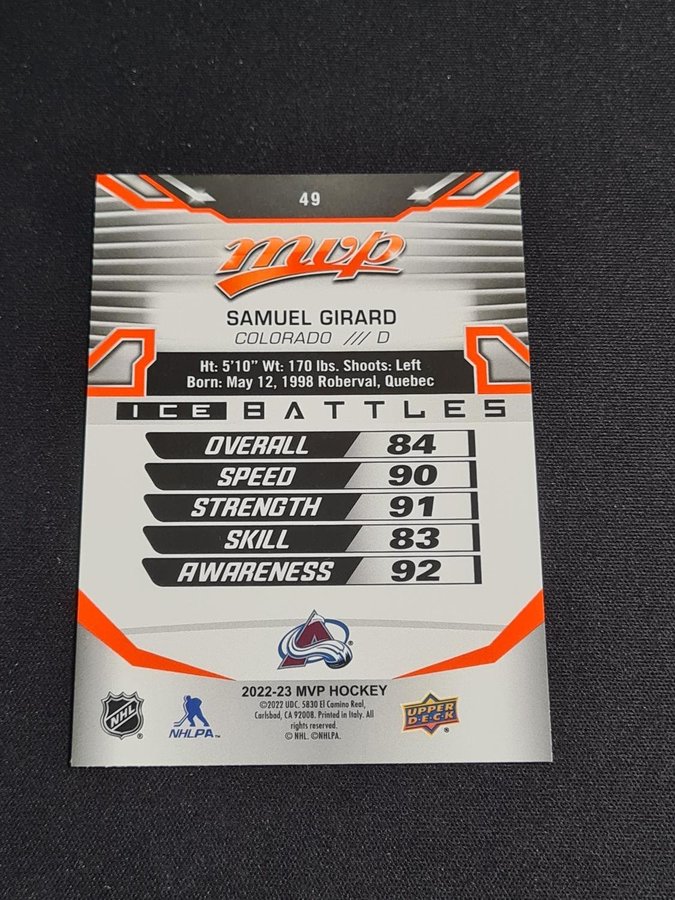 49
mvp
SAMUEL GIRARD
COLORADO /// D
Ht: 5'10" Wt: 170 lbs. Shoots: Left
Born: May 12, 1998 Roberval, Quebec
ICE BATTLES
OVERALL 84
SPEED 90
STRENGTH 91
SKILL 83
AWARENESS 92
A ®
2022-23 MVP HOCKEY
©2022 UDC. 5830 El Camino Real,
Carlsbad, CA 92008. Printed in Italy. All
rights reserved.
© NHL. ©NHLPA.
NHL ®
NHLPA™
UPPER
DECK